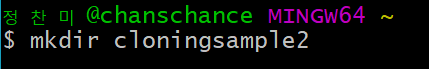 정 찬 미@chanschance MINGW64 ~
$ mkdir cloningsample2